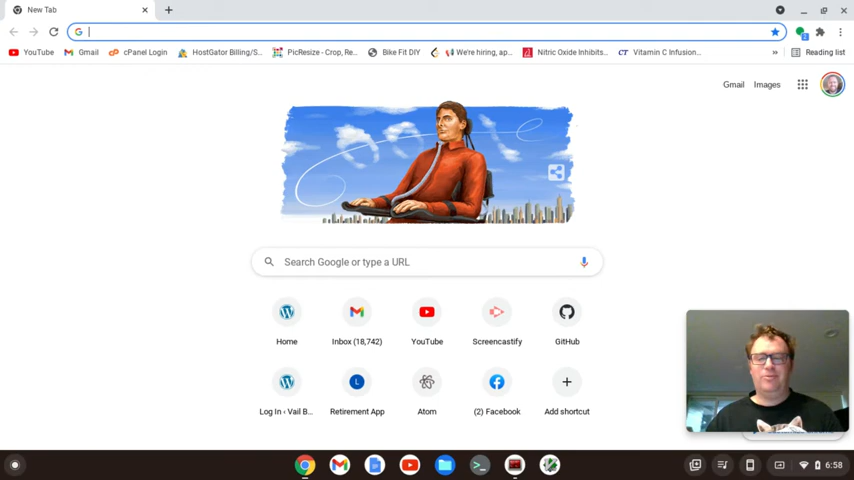 New Tab
YouTube Gmail cPanel Login HostGator Billing/S... PicResize - Crop, Re... Bike Fit DIY We're hiring, ap... Nitric Oxide Inhibits... Vitamin C Infusion... » Reading list
Gmail Images
Search Google or type a URL
Home Inbox (18,742) YouTube Screencastify GitHub
Log In ‹ Vail B... Retirement App Atom (2) Facebook Add shortcut
6:58